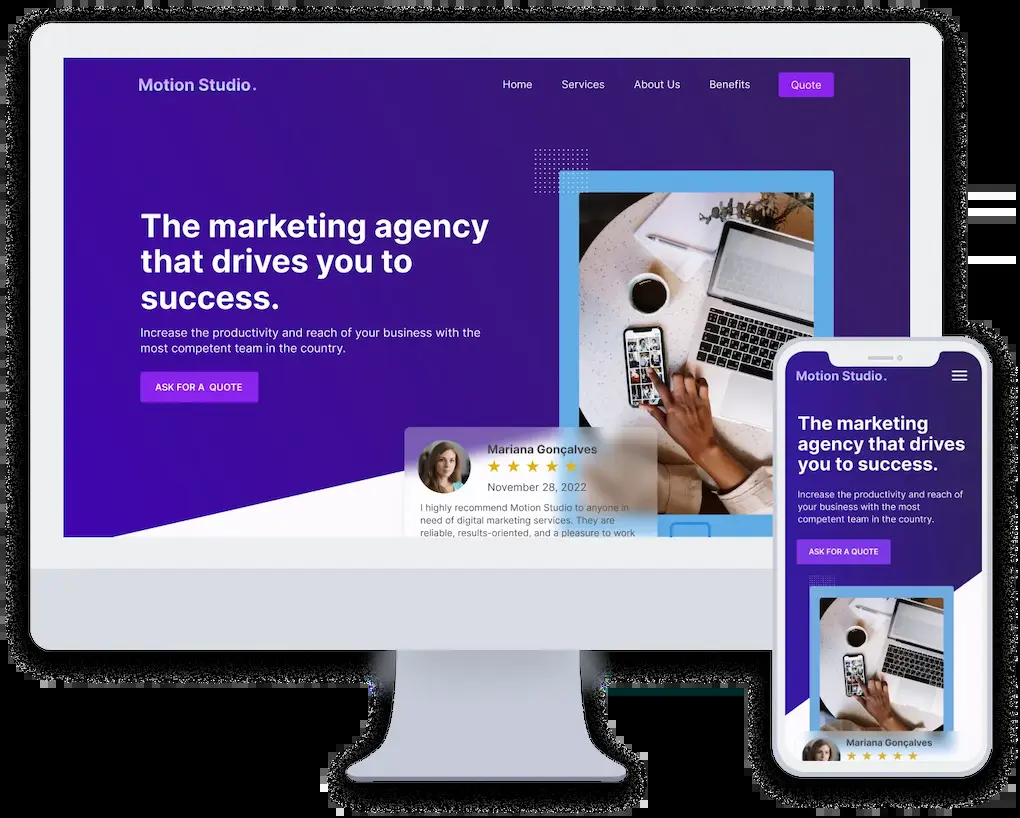 Motion Studio.
Home Services About Us Benefits Quote
The marketing agency
that drives you to
success.
Increase the productivity and reach of your business with the
most competent team in the country.
ASK FOR A QUOTE
Mariana Gonçalves
November 28, 2022
I highly recommend Motion Studio to anyone in
need of digital marketing services. They are
reliable, results-oriented, and a pleasure to work
Motion Studio.
The marketing
agency that drives
you to success.
Increase the productivity and reach of
your business with the most
competent team in the country.
ASK FOR A QUOTE
Mariana Gonçalves